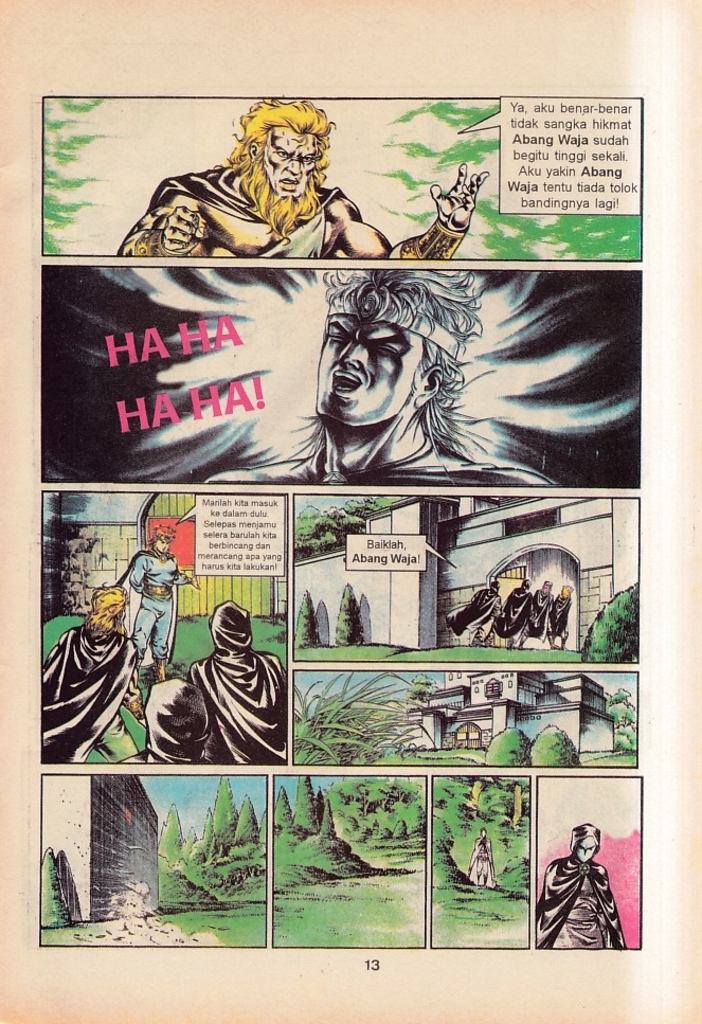 Ya, aku benar-benar
tidak sangka hikmat
Abang Waja sudah
begitu tinggi sekali.
Aku yakin Abang
Waja tentu tiada tolok
bandingnya lagi!
HA HA
HA HA!
Marilah kita masuk
ke dalam dulu.
Selepas menjamu
selera barulah kita
berbincang dan
merancang apa yang
harus kita lakukan!
Baiklah,
Abang Waja!
13